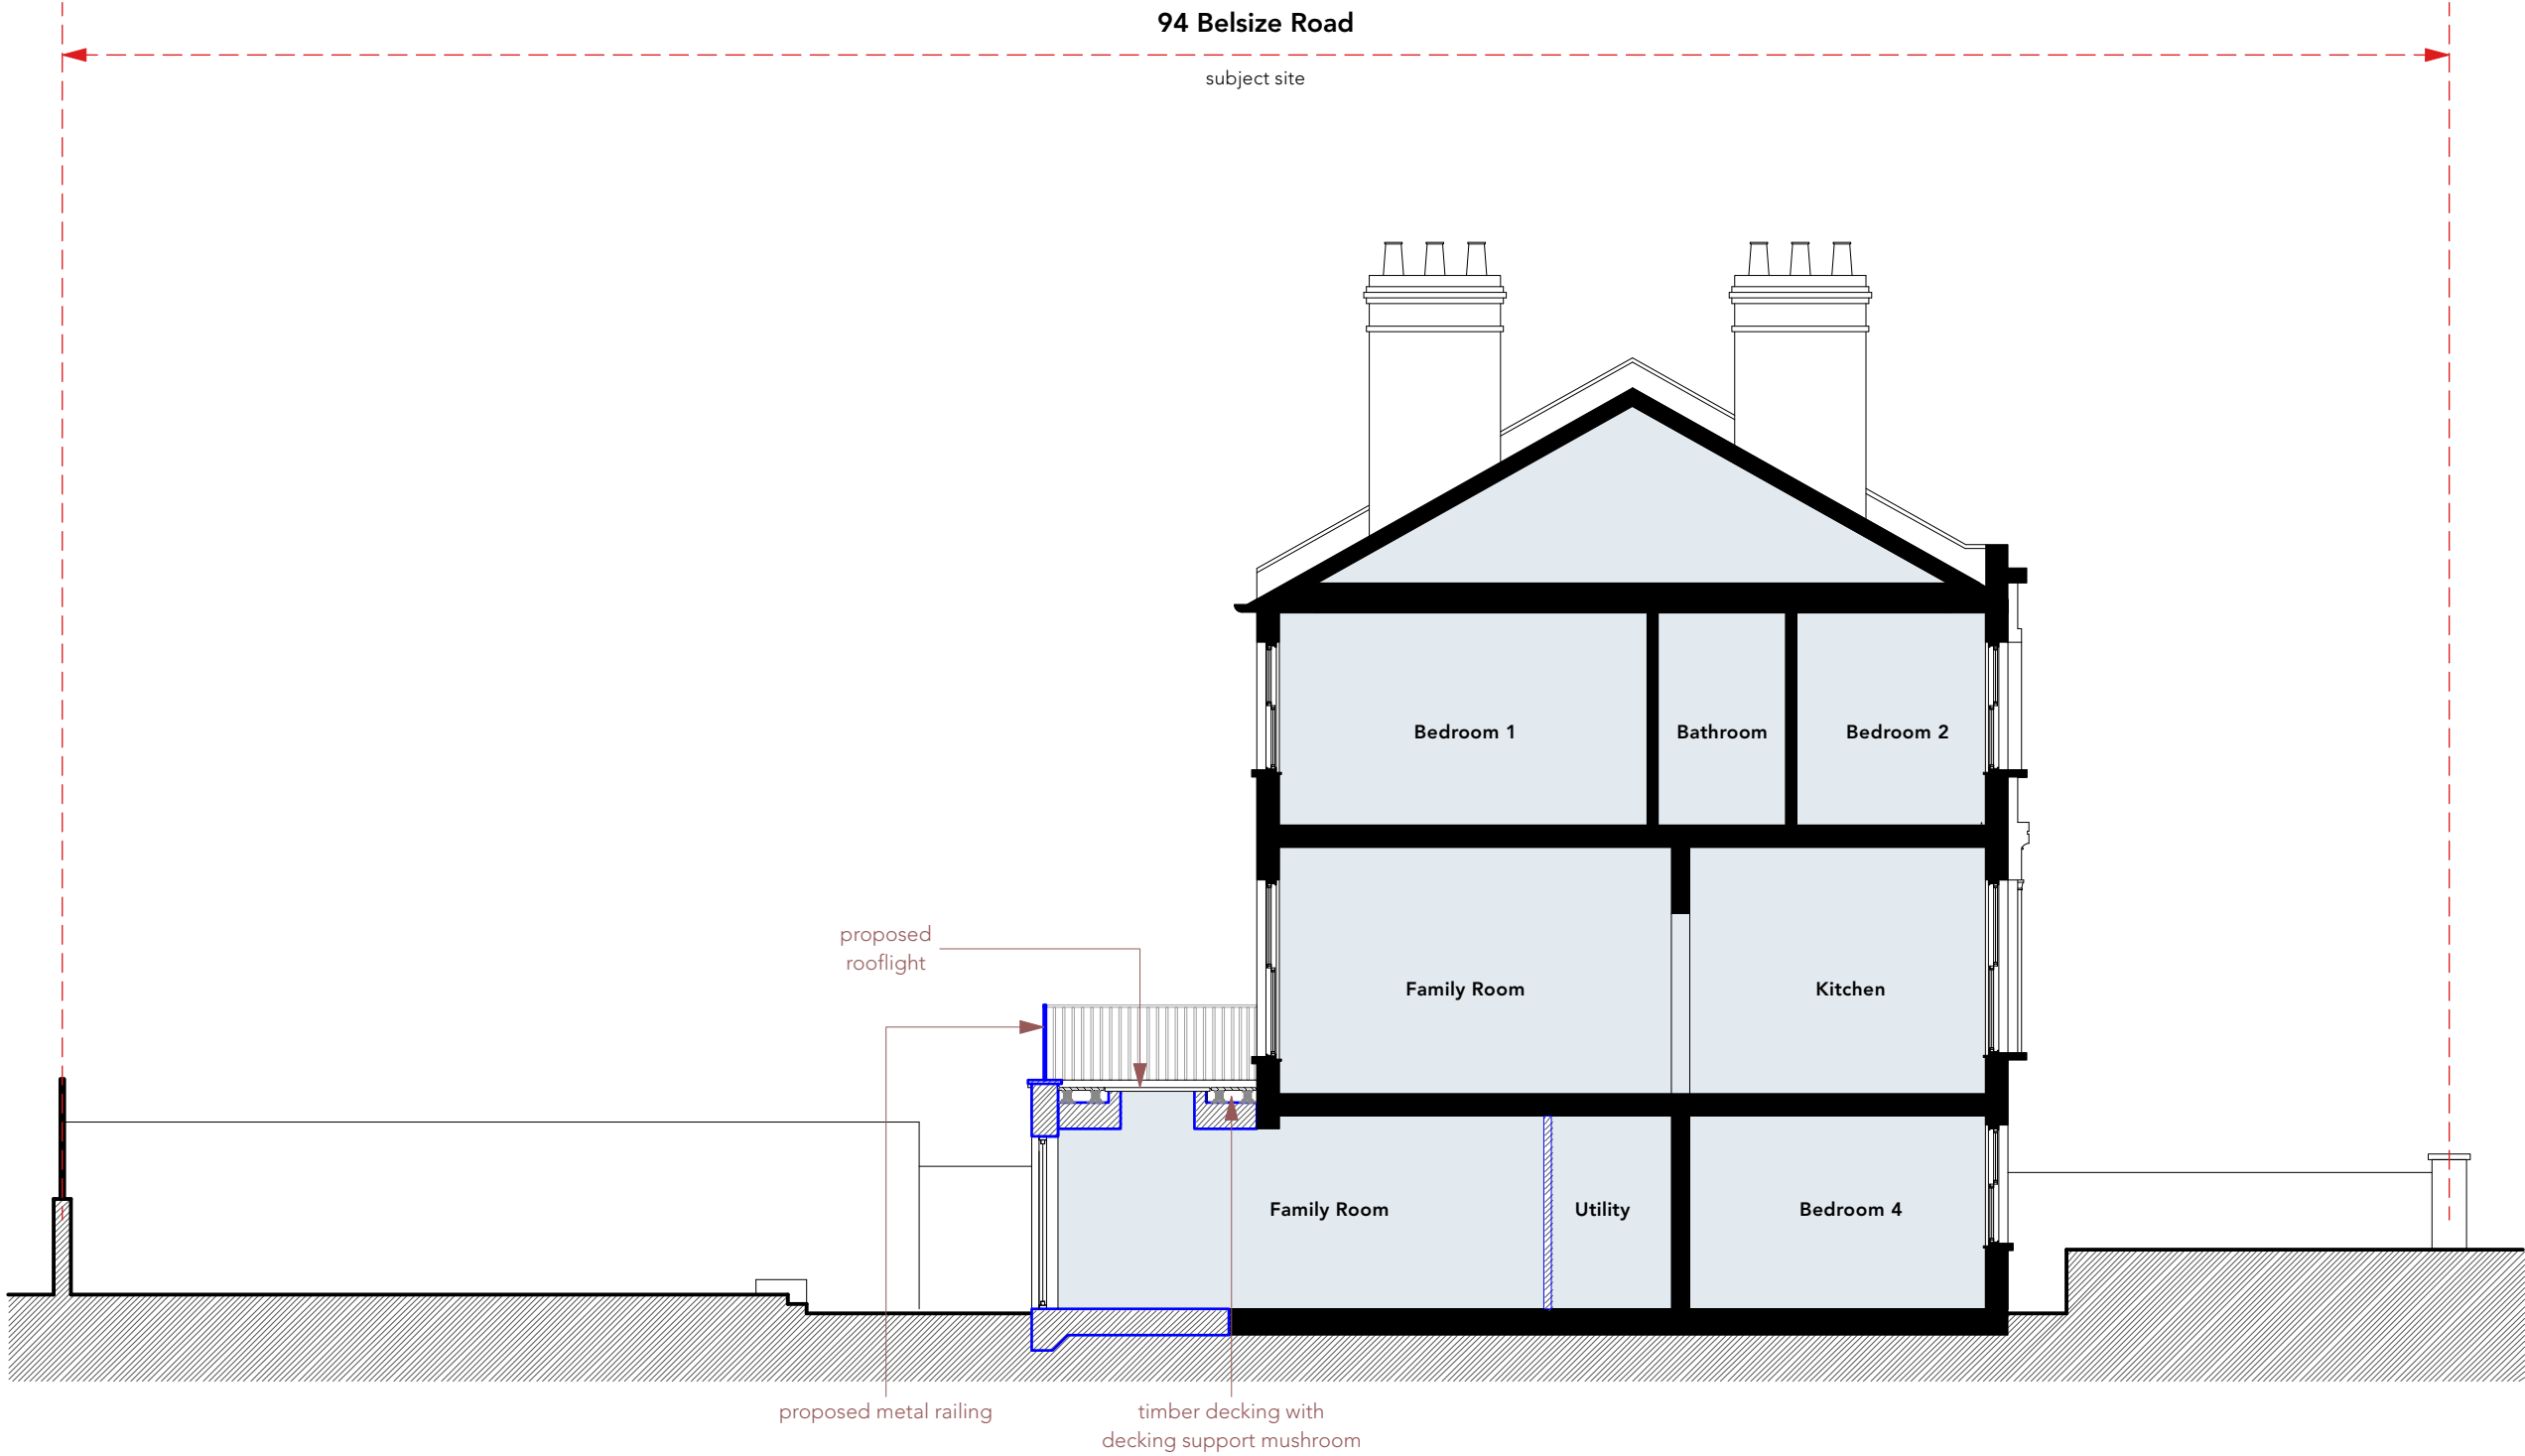 94 Belsize Road
subject site
Bedroom 1
Bathroom
Bedroom 2
proposed
rooflight
Family Room
Kitchen
Family Room
Utility
Bedroom 4
proposed metal railing
timber decking with
decking support mushroom